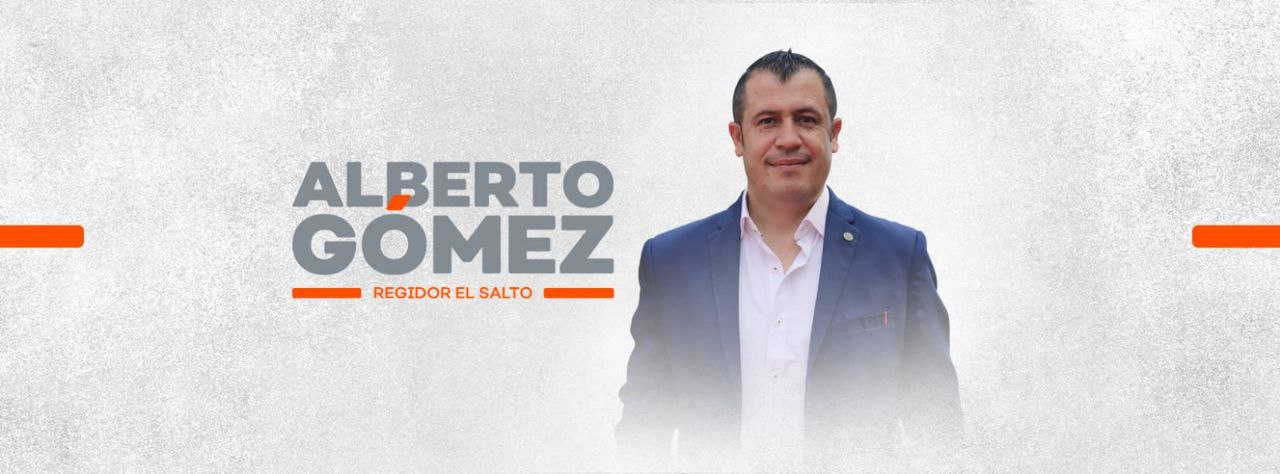 ALBERTO
GÓMEZ
REGIDOR EL SALTO